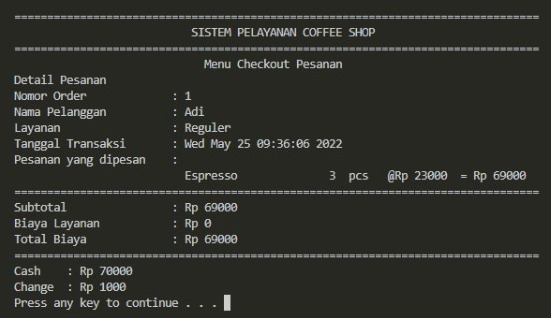 ================================================================================
SISTEM PELAYANAN COFFEE SHOP
================================================================================
Menu Checkout Pesanan
Detail Pesanan
Nomor Order : 1
Nama Pelanggan : Adi
Layanan : Reguler
Tanggal Transaksi : Wed May 25 09:36:06 2022
Pesanan yang dipesan :
Espresso 3 pcs @Rp 23000 = Rp 69000
================================================================================
Subtotal : Rp 69000
Biaya Layanan : Rp 0
Total Biaya : Rp 69000
================================================================================
Cash : Rp 70000
Change : Rp 1000
Press any key to continue . . .